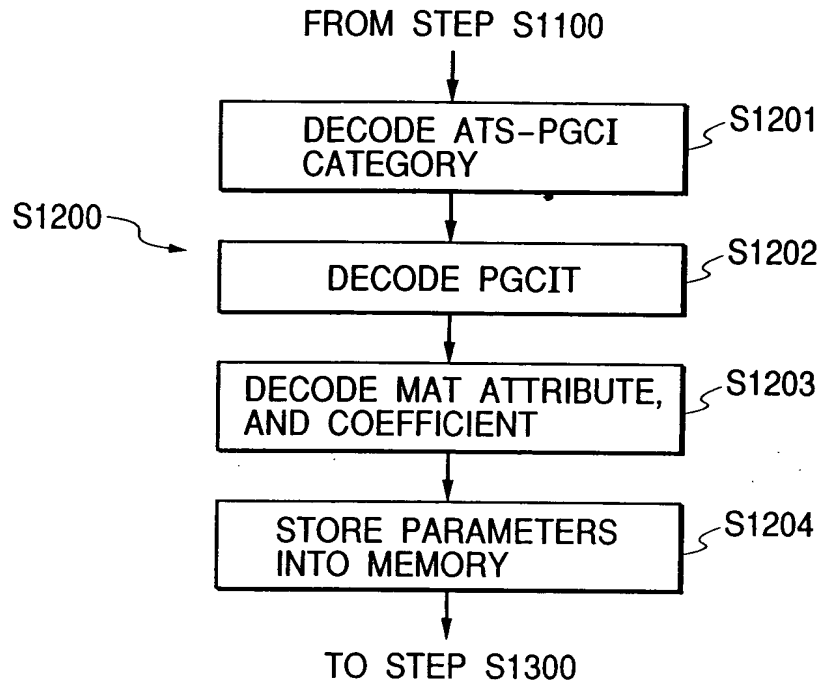 FROM STEP S1100
DECODE ATS-PGCI
CATEGORY
S1201
S1200
DECODE PGCIT
S1202
DECODE MAT ATTRIBUTE,
AND COEFFICIENT
S1203
STORE PARAMETERS
INTO MEMORY
S1204
TO STEP S1300